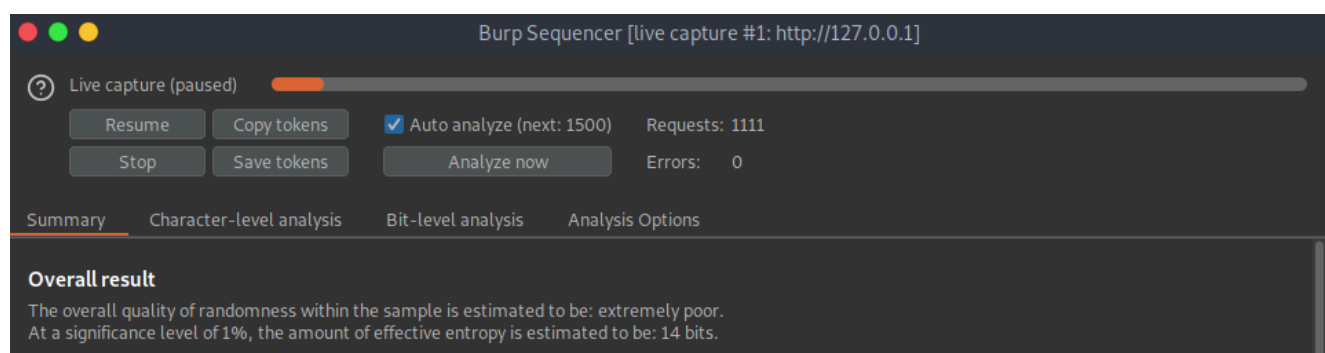 Burp Sequencer [live capture #1: http://127.0.0.1]
? Live capture (paused)
Resume Copy tokens Auto analyze (next: 1500) Requests: 1111
Stop Save tokens Analyze now Errors: 0
Summary Character-level analysis Bit-level analysis Analysis Options
Overall result
The overall quality of randomness within the sample is estimated to be: extremely poor.
At a significance level of 1%, the amount of effective entropy is estimated to be: 14 bits.